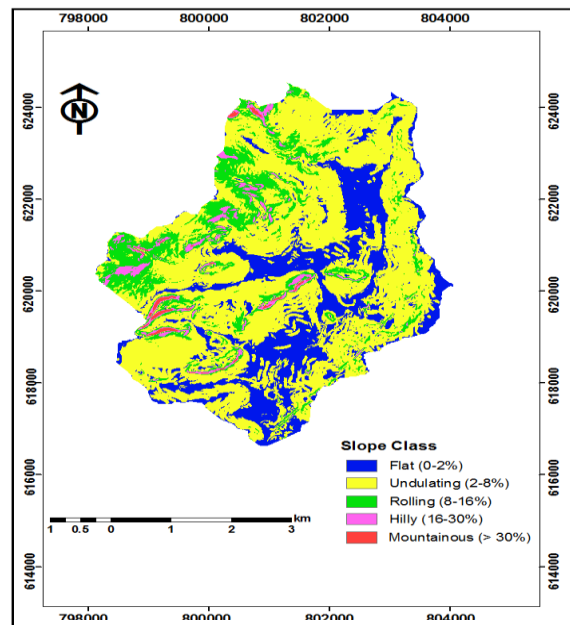 798000 800000 802000 804000
N
624000 624000
622000 622000
620000 620000
618000 618000
616000 616000
614000 614000
Slope Class
Flat (0-2%)
Undulating (2-8%)
Rolling (8-16%)
Hilly (16-30%)
Mountainous (> 30%)
km
1 0.5 0 1 2 3
798000 800000 802000 804000